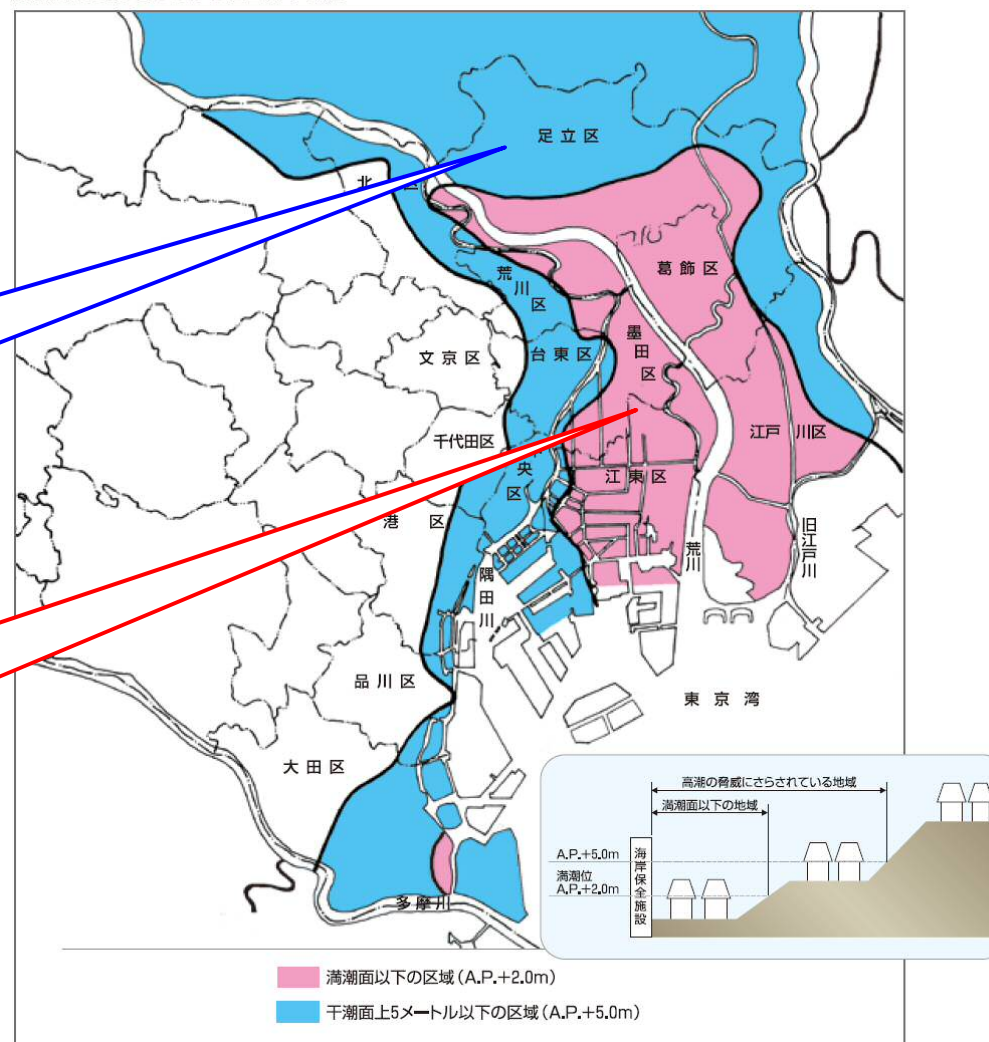 足立区
北区
葛飾区
荒川区
墨田区
文京区
台東区
江戸川区
千代田区
央区
江東区
港区
荒川
旧江戸川
隅田川
品川区
東京湾
大田区
多摩川
高潮の脅威にさらされている地域
満潮面以下の地域
A.P.+5.0m
満潮位
A.P.+2.0m
海岸保全施設
満潮面以下の区域(A.P.+2.0m)
干潮面上5メートル以下の区域(A.P.+5.0m)